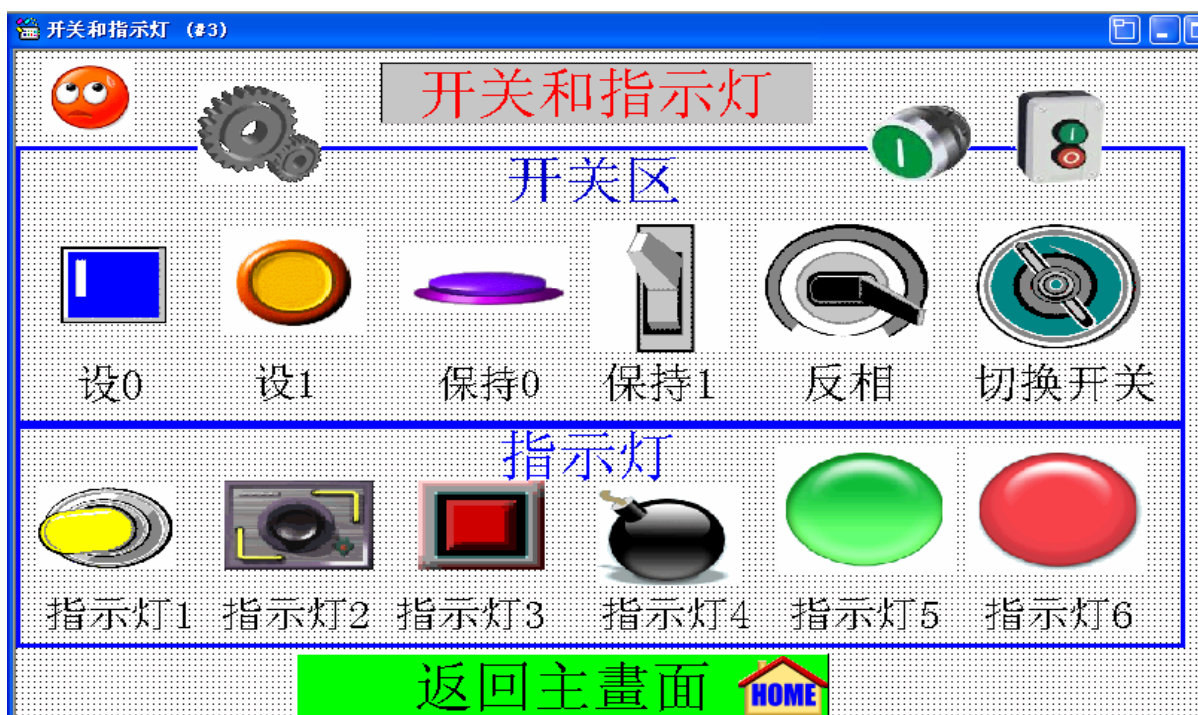 开关和指示灯 (#3)
开关和指示灯
开关区
设0 设1 保持0 保持1 反相 切换开关
指示灯
指示灯1 指示灯2 指示灯3 指示灯4 指示灯5 指示灯6
返回主畫面 HOME